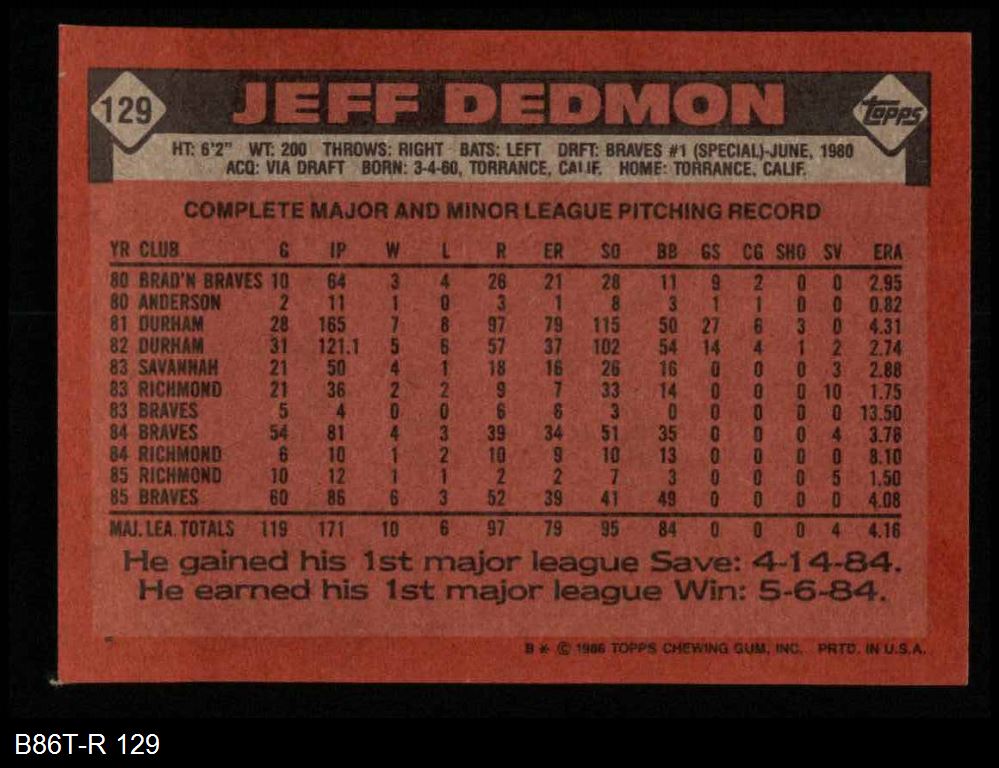 129 JEFF DEDMON Topps
HT: 6'2" WT: 200 THROWS: RIGHT BATS: LEFT DRFT: BRAVES #1 (SPECIAL)-JUNE, 1980
ACQ: VIA DRAFT BORN: 3-4-60, TORRANCE, CALIF. HOME: TORRANCE, CALIF.
COMPLETE MAJOR AND MINOR LEAGUE PITCHING RECORD
YR CLUB G IP W L R ER SO BB GS CG SHO SV ERA
80 BRAD'N BRAVES 10 64 3 4 26 21 28 11 9 2 0 0 2.95
80 ANDERSON 2 11 1 0 3 1 8 3 1 1 0 0 0.82
81 DURHAM 28 165 7 8 97 79 115 50 27 6 3 0 4.31
82 DURHAM 31 121.1 5 6 57 37 102 54 14 4 1 2 2.74
83 SAVANNAH 21 50 4 1 18 16 26 16 0 0 0 3 2.88
83 RICHMOND 21 36 2 2 9 7 33 14 0 0 0 10 1.75
83 BRAVES 5 4 0 0 6 6 3 0 0 0 0 0 13.50
84 BRAVES 54 81 4 3 39 34 51 35 0 0 0 4 3.78
84 RICHMOND 6 10 1 2 10 9 10 13 0 0 0 0 8.10
85 RICHMOND 10 12 1 1 2 2 7 3 0 0 0 5 1.50
85 BRAVES 60 86 6 3 52 39 41 49 0 0 0 0 4.08
MAJ. LEA. TOTALS 119 171 10 6 97 79 95 84 0 0 0 4 4.16
He gained his 1st major league Save: 4-14-84.
He earned his 1st major league Win: 5-6-84.
B * © 1986 TOPPS CHEWING GUM, INC. PRTD. IN U.S.A.
B86T-R 129